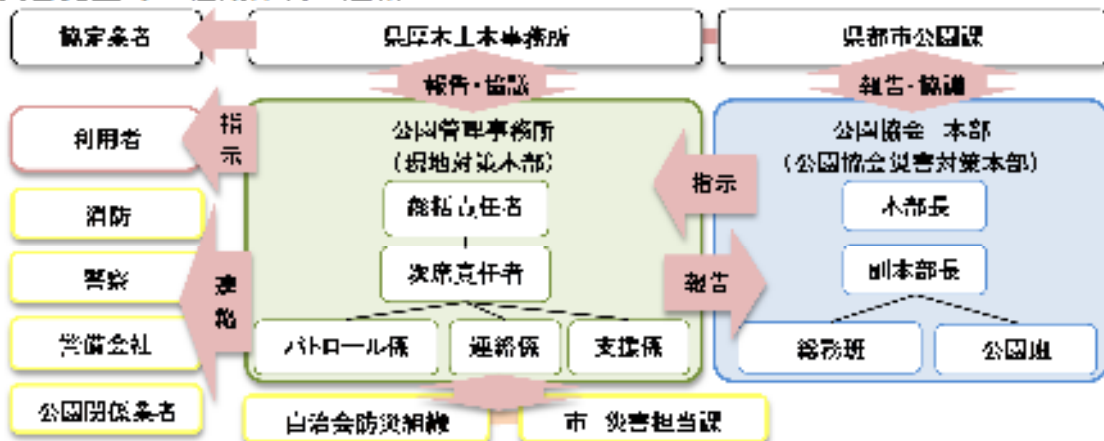 協定業者
県厚木土木事務所
県都市公園課
報告・協議
報告・協議
利用者
指示
公園管理事務所
(現地対策本部)
公園協会 本部
(公園協会災害対策本部)
指示
総括責任者
本部長
消防
次席責任者
副本部長
警察
連絡
報告
警備会社
パトロール係
連絡係
支援係
総務班
公園班
公園関係業者
自治会防災組織
市 災害担当課